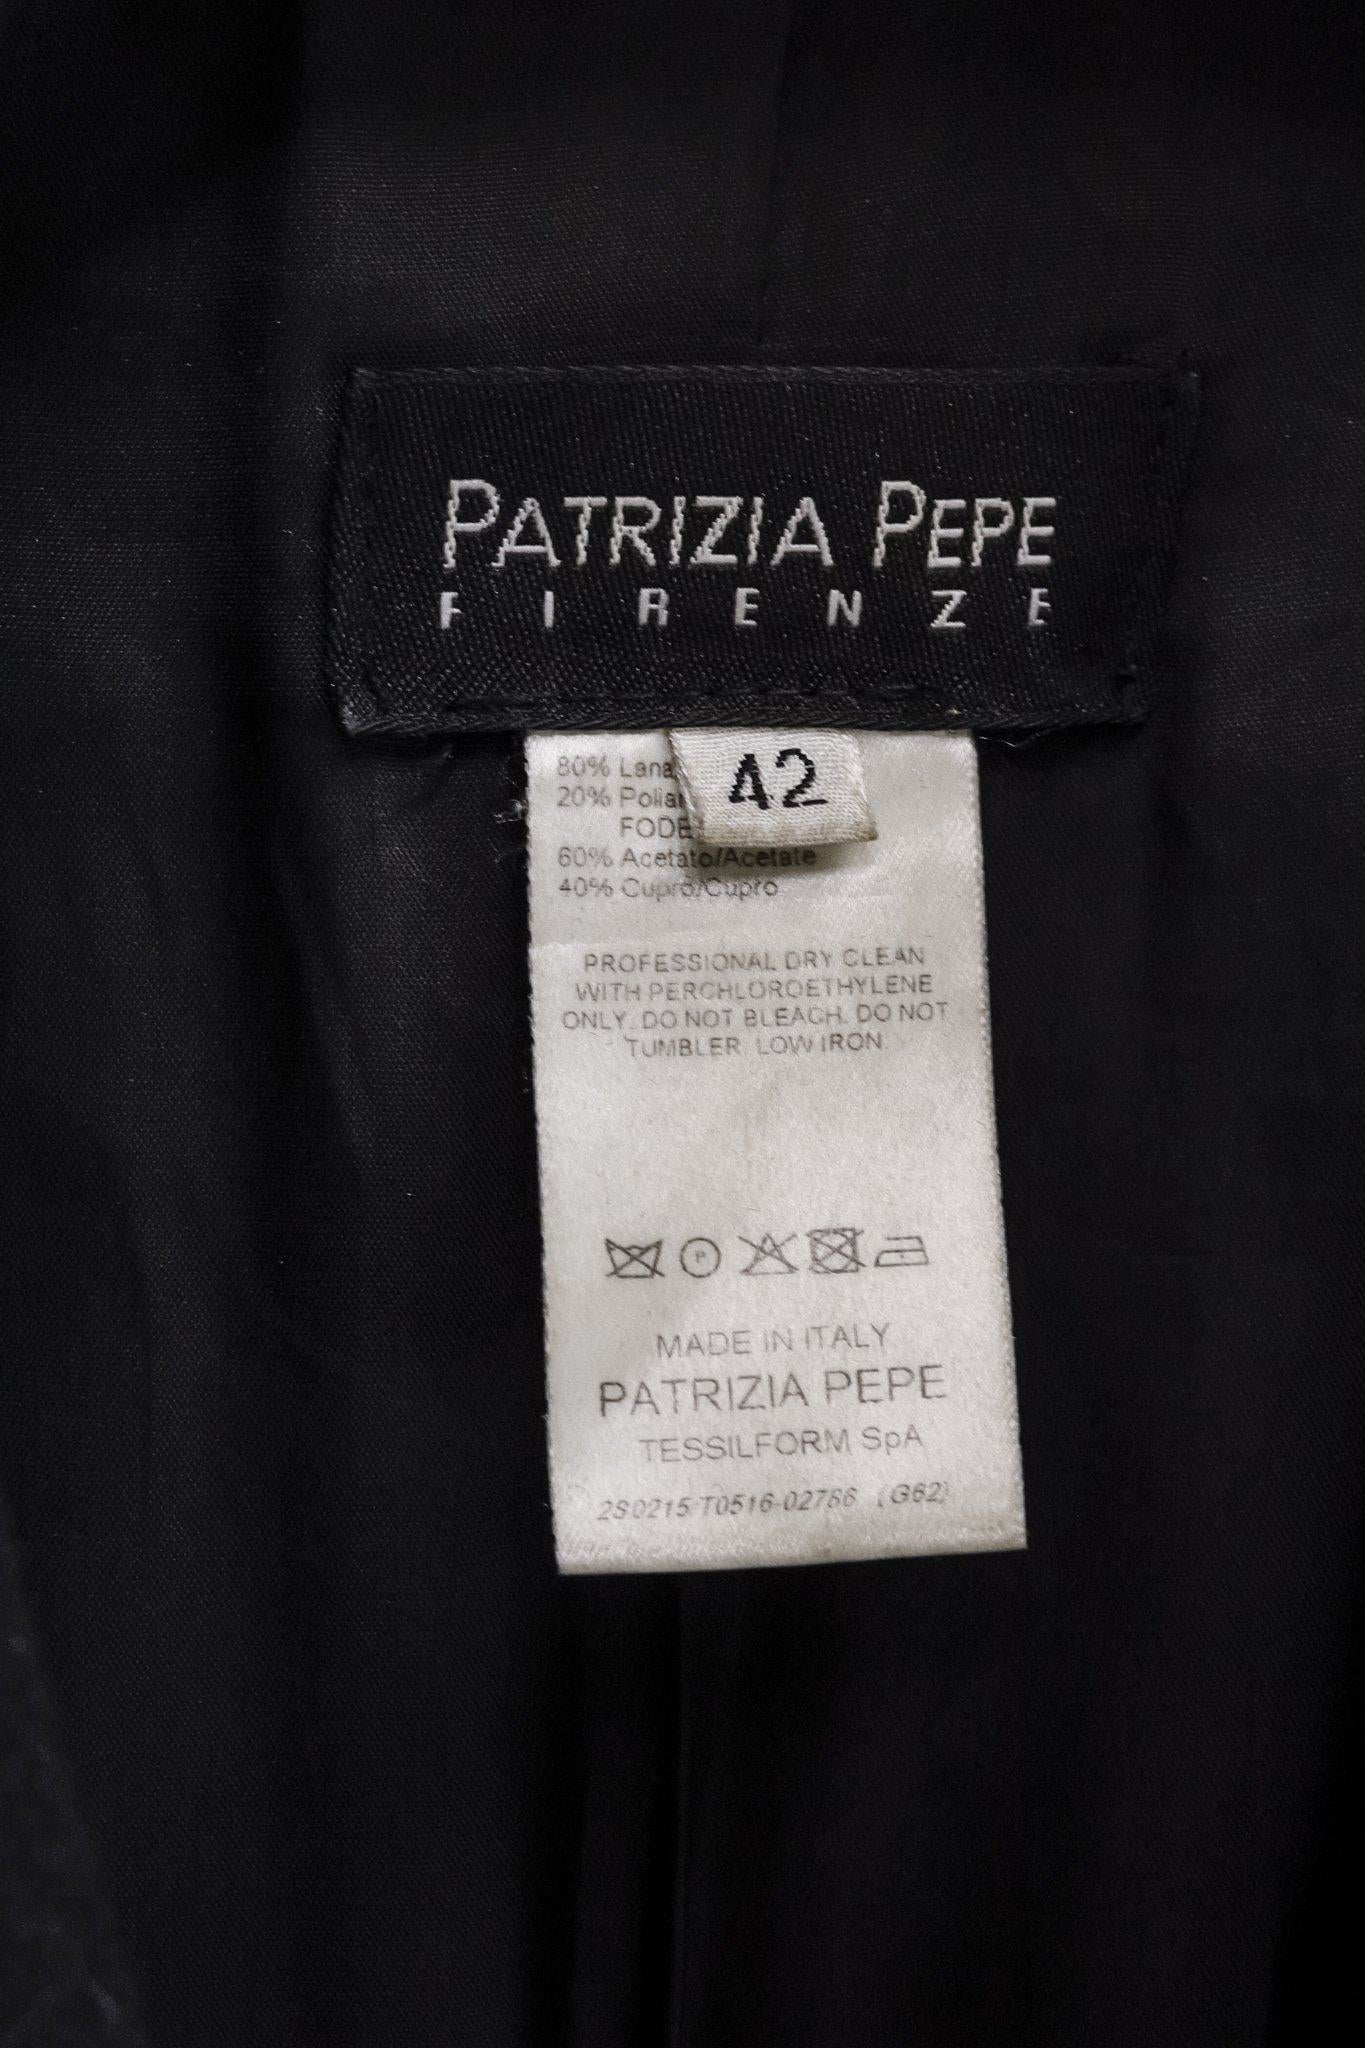 PATRIZIA PEPE
FIRENZE
42
80% Lana
20%
60% Acetato/Acetate
40% Cupro/Cupro
PROFESSIONAL DRY CLEAN
WITH PERCHLOROETHYLENE
ONLY. DO NOT BLEACH. DO NOT
TUMBLER. LOW IRON
P
MADE IN ITALY
PATRIZIA PEPE
TESSILFORM SpA
2S0215/T0516-02786 (G62)